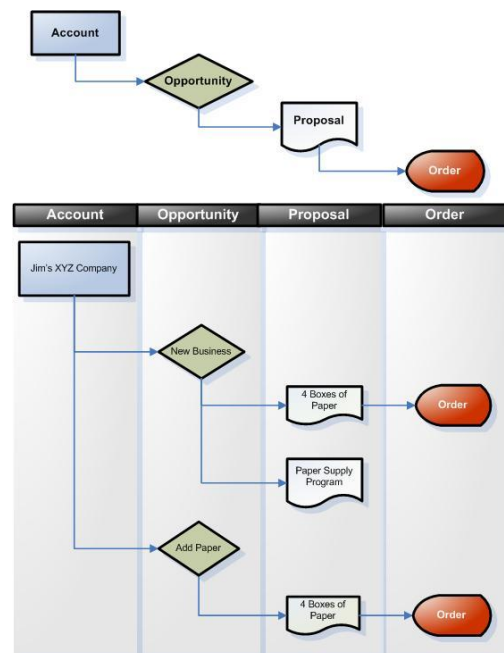 Account
Opportunity
Proposal
Order
Account Opportunity Proposal Order
Jim's XYZ Company
New Business
4 Boxes of
Paper
Order
Paper Supply
Program
Add Paper
4 Boxes of
Paper
Order